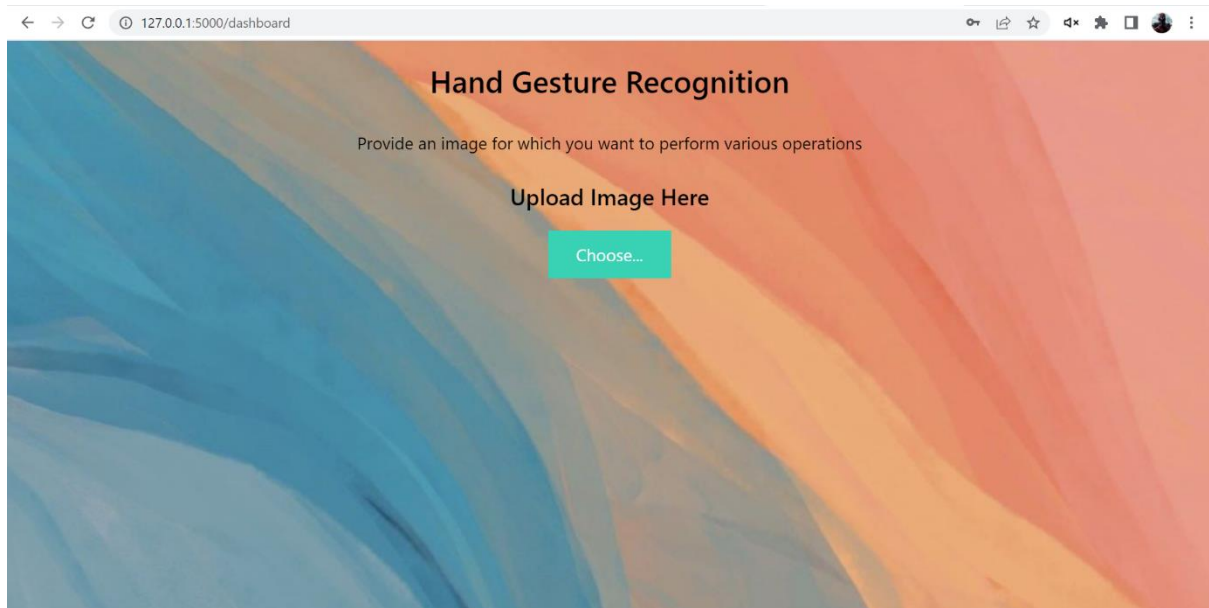 127.0.0.1:5000/dashboard
Hand Gesture Recognition
Provide an image for which you want to perform various operations
Upload Image Here
Choose...